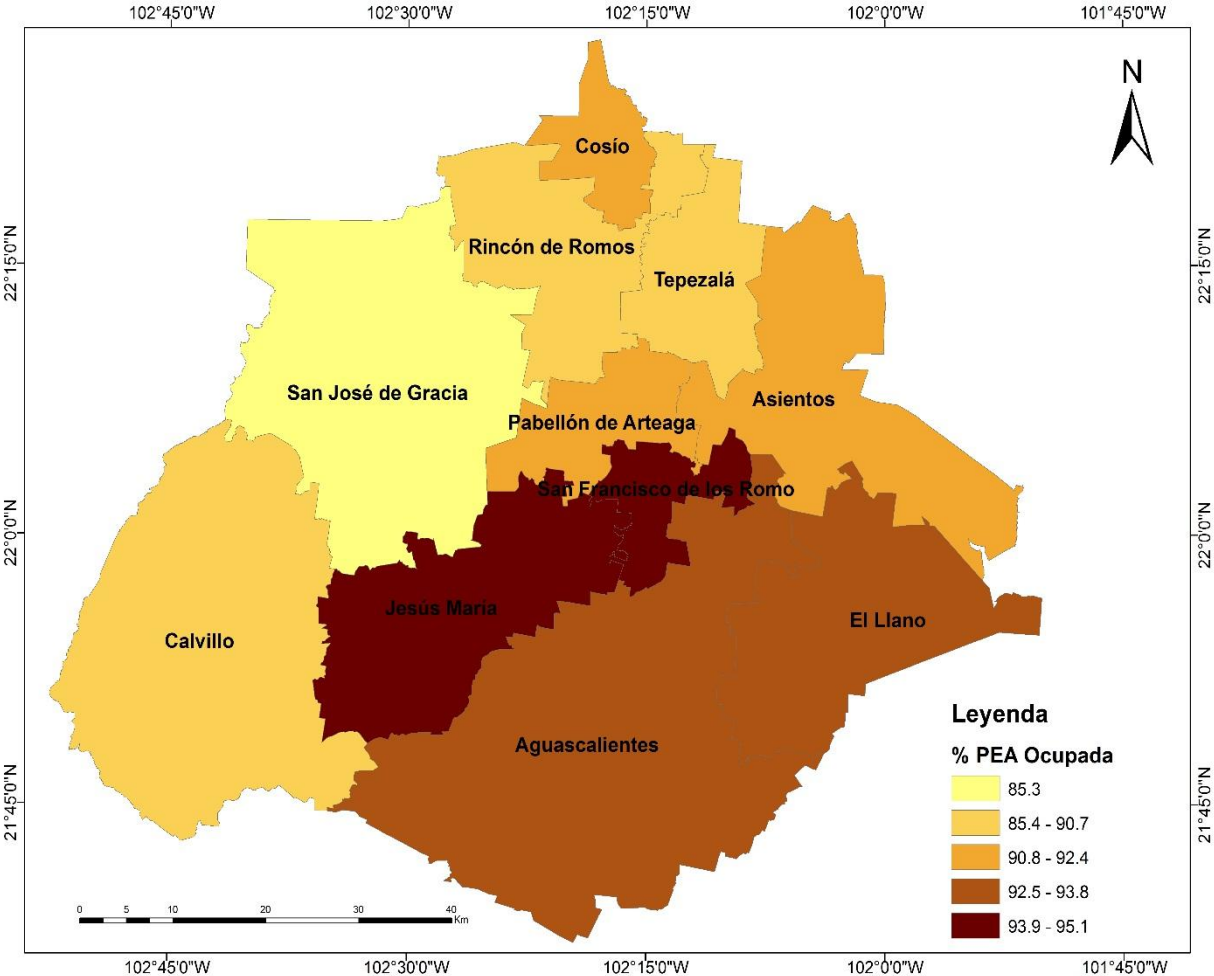 102°45'0"W 102°30'0"W 102°15'0"W 102°0'0"W 101°45'0"W
N
Cosío
Rincón de Romos
22°15'0"N
22°15'0"N
Tepezalá
San José de Gracia
Asientos
Pabellón de Arteaga
San Francisco de los Romo
22°0'0"N
22°0'0"N
Jesús María
El Llano
Calvillo
Aguascalientes
21°45'0"N
21°45'0"N
Leyenda
% PEA Ocupada
85.3
85.4 - 90.7
90.8 - 92.4
92.5 - 93.8
93.9 - 95.1
0 5 10 20 30 40
Km
102°45'0"W 102°30'0"W 102°15'0"W 102°0'0"W 101°45'0"W